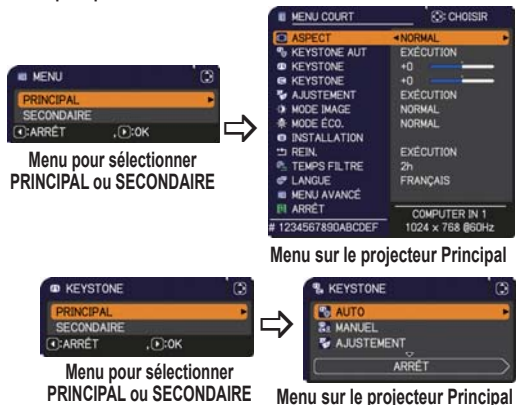 MENU
PRINCIPAL
SECONDAIRE
:ARRÊT ,:OK
Menu pour sélectionner
PRINCIPAL ou SECONDAIRE
MENU COURT :CHOISIR
ASPECT NORMAL
KEYSTONE AUT EXÉCUTION
KEYSTONE +0
KEYSTONE +0
AJUSTEMENT EXÉCUTION
MODE IMAGE NORMAL
MODE ÉCO. NORMAL
INSTALLATION
REIN. EXÉCUTION
TEMPS FILTRE 2h
LANGUE FRANÇAIS
MENU AVANCÉ
ARRÊT COMPUTER IN 1
# 1234567890ABCDEF 1024 x 768 @60Hz
Menu sur le projecteur Principal
KEYSTONE
PRINCIPAL
SECONDAIRE
:ARRÊT ,:OK
Menu pour sélectionner
PRINCIPAL ou SECONDAIRE
KEYSTONE
AUTO
MANUEL
AJUSTEMENT
ARRÊT
Menu sur le projecteur Principal